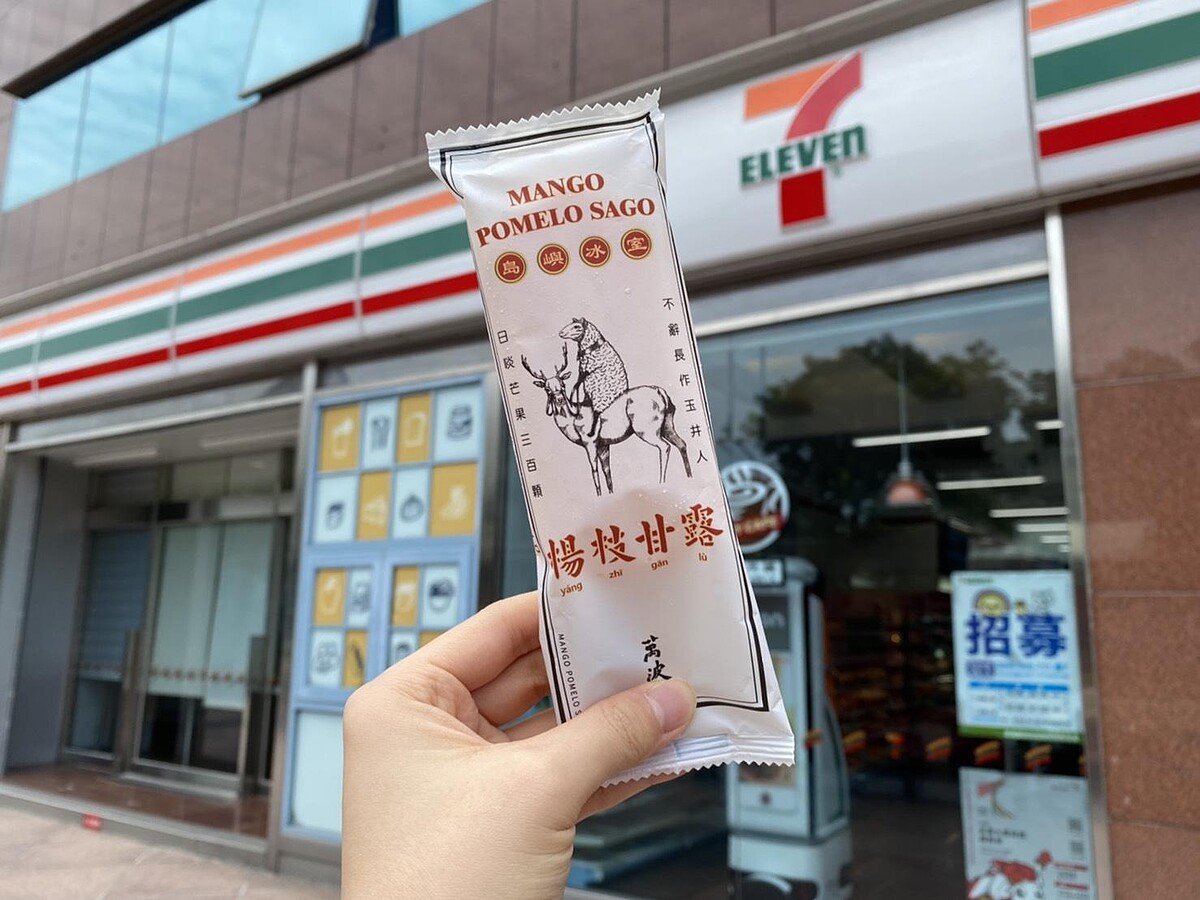 MANGO
POMELO SAGO
島嶼冰室
不辭長作玉井人
日啖芒果三百顆
楊枝甘露
yáng zhī gān lù
萬波
MANGO POMELO S
7
ELEVEN
招募